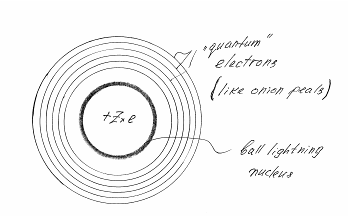 „quantum"
electrons
(like onion peals)
+Z×e
ball lightning
nucleus